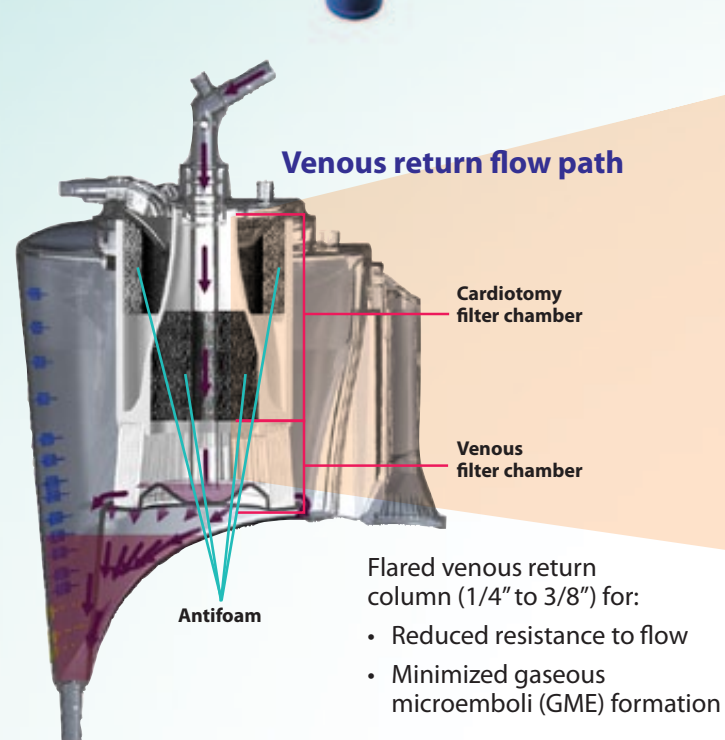 Venous return flow path
Cardiotomy
filter chamber
Venous
filter chamber
Antifoam
Flared venous return
column (1/4” to 3/8”) for:
• Reduced resistance to flow
• Minimized gaseous
microemboli (GME) formation